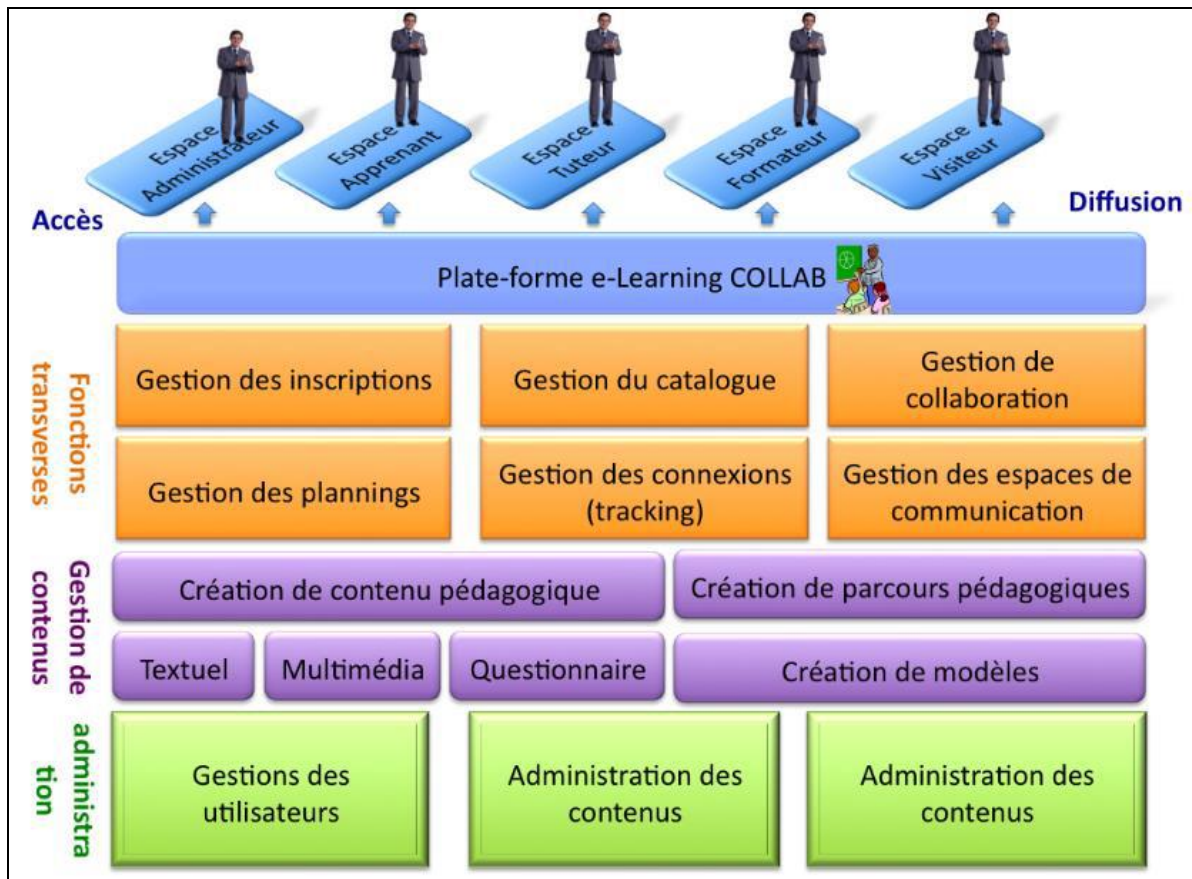 Espace
Administrateur
Espace
Apprenant
Espace
Tuteur
Espace
Formateur
Espace
Visiteur
Accès
Diffusion
Plate-forme e-Learning COLLAB
Fonctions
transverses
Gestion des inscriptions
Gestion du catalogue
Gestion de
collaboration
Gestion des plannings
Gestion des connexions
(tracking)
Gestion des espaces de
communication
Gestion de
contenus
Création de contenu pédagogique
Création de parcours pédagogiques
Textuel
Multimédia
Questionnaire
Création de modèles
administra
tion
Gestions des
utilisateurs
Administration des
contenus
Administration des
contenus